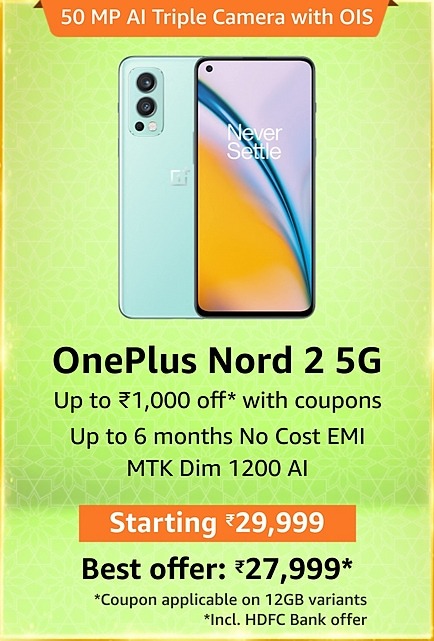 50 MP AI Triple Camera with OIS
Never
Settle
OnePlus Nord 2 5G
Up to ₹1,000 off* with coupons
Up to 6 months No Cost EMI
MTK Dim 1200 AI
Starting ₹29,999
Best offer: ₹27,999*
*Coupon applicable on 12GB variants
*Incl. HDFC Bank offer